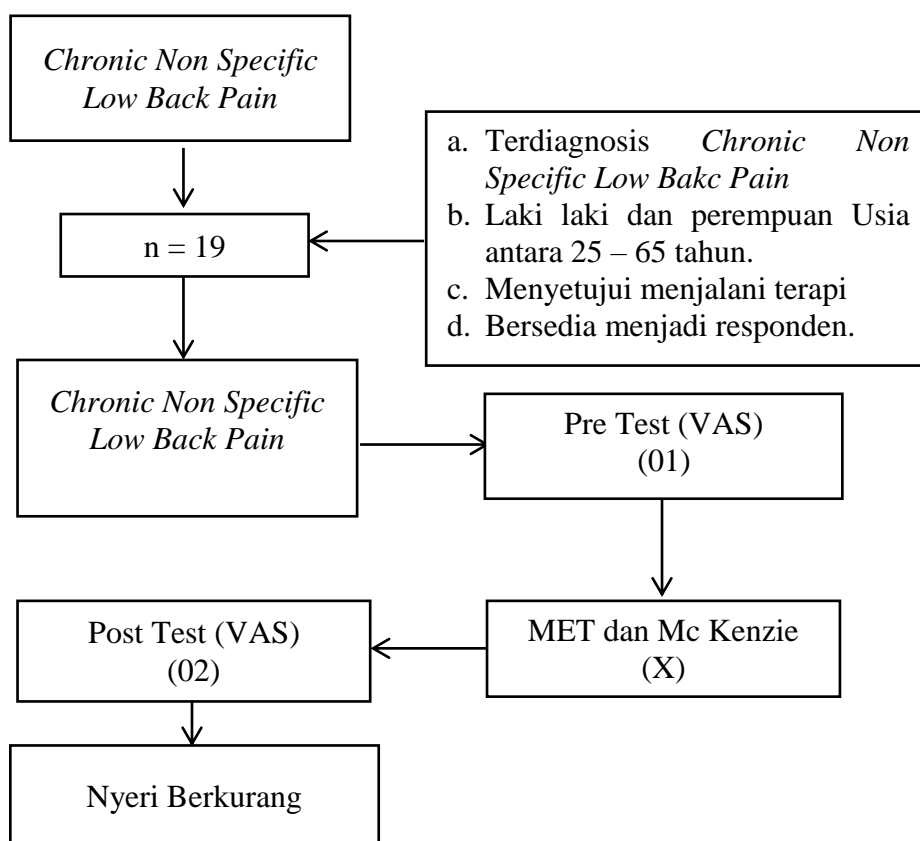 Chronic Non Specific
Low Back Pain
n = 19
a. Terdiagnosis Chronic Non
Specific Low Bakc Pain
b. Laki laki dan perempuan Usia
antara 25 – 65 tahun.
c. Menyetujui menjalani terapi
d. Bersedia menjadi responden.
Chronic Non Specific
Low Back Pain
Pre Test (VAS)
(01)
MET dan Mc Kenzie
(X)
Post Test (VAS)
(02)
Nyeri Berkurang